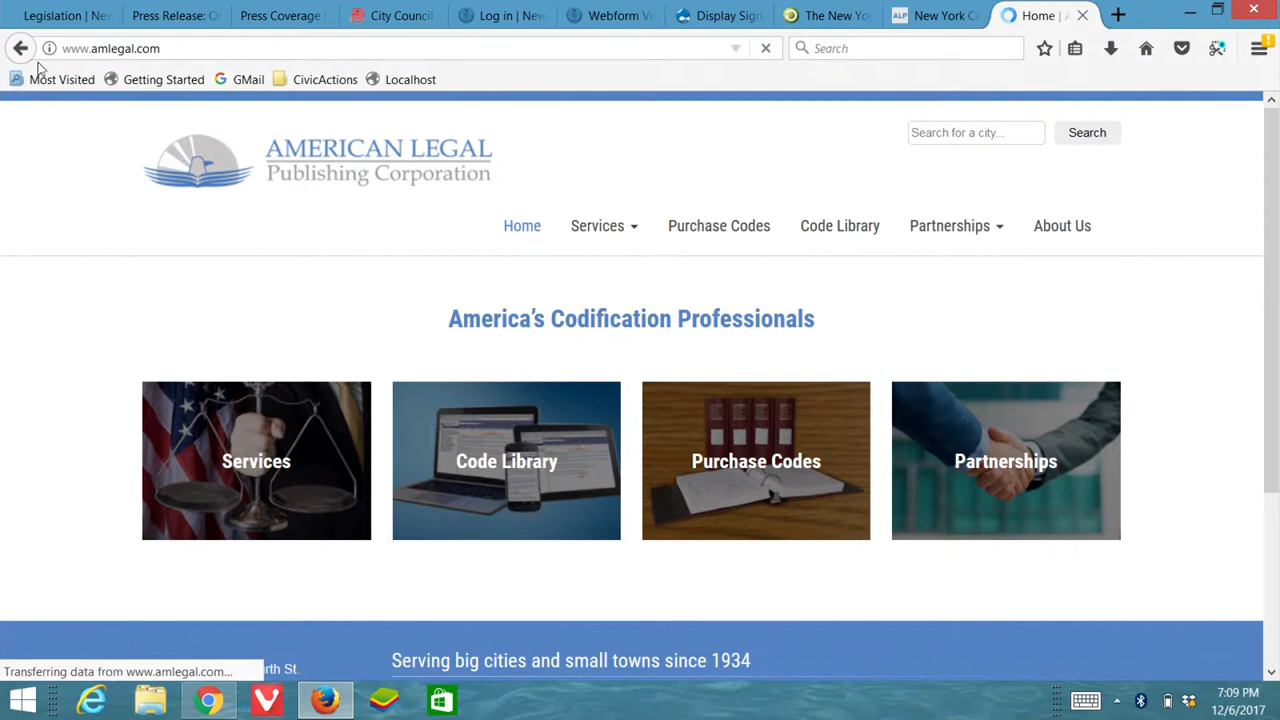 Legislation | Nev
Press Release: Or
Press Coverage |
City Council
Log in | New
Webform V
Display Sign
The New Yo
ALP
New York Ci
Home | A
www.amlegal.com
Search
Most Visited
Getting Started
GMail
CivicActions
Localhost
AMERICAN LEGAL
Publishing Corporation
Search for a city...
Search
Home
Services
Purchase Codes
Code Library
Partnerships
About Us
America's Codification Professionals
Services
Code Library
Purchase Codes
Partnerships
Serving big cities and small towns since 1934
Transferring data from www.amlegal.com...
rth St.
7:09 PM
12/6/2017